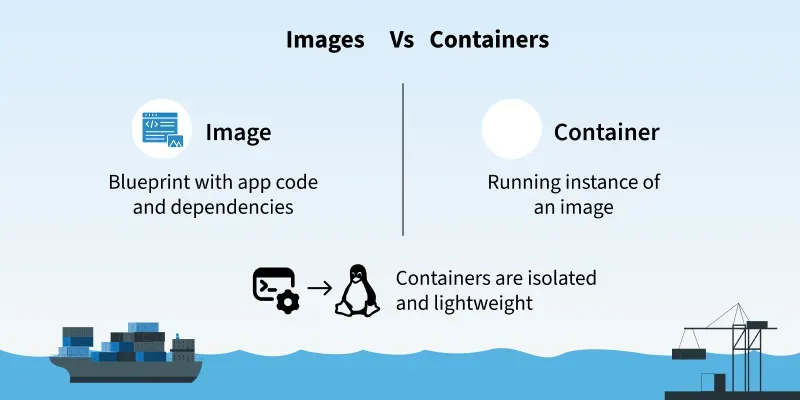 Images Vs Containers
Image
Blueprint with app code
and dependencies
Container
Running instance of
an image
Containers are isolated
and lightweight